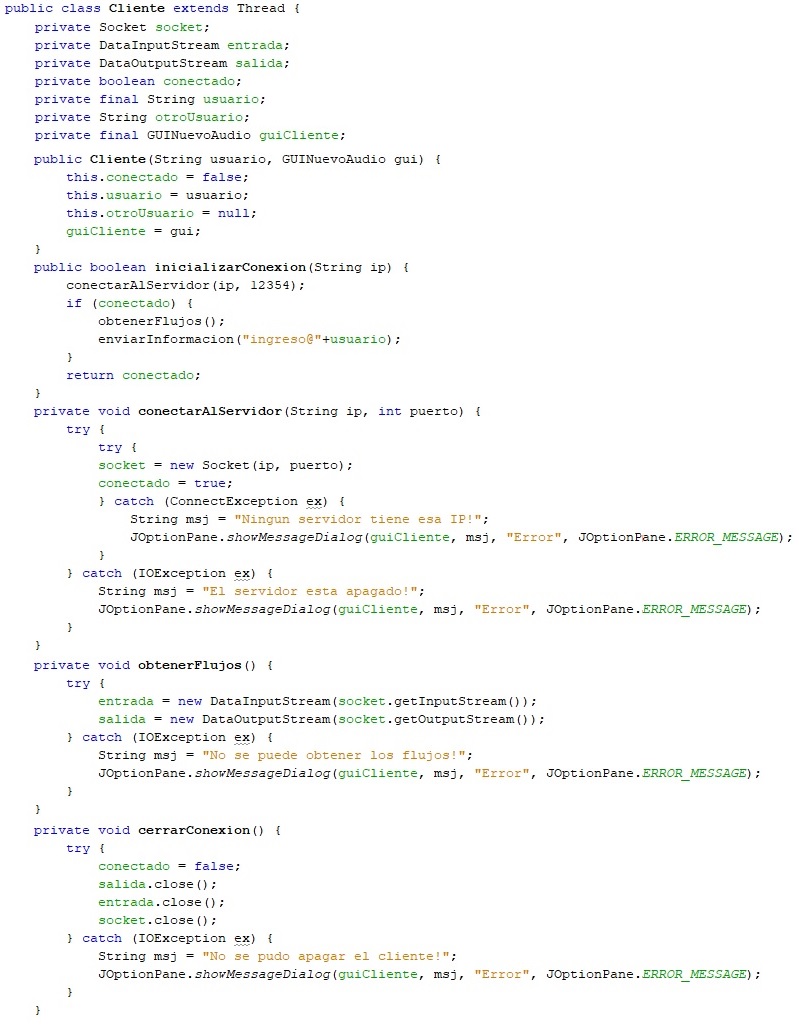 public class Cliente extends Thread {
    private Socket socket;
    private DataInputStream entrada;
    private DataOutputStream salida;
    private boolean conectado;
    private final String usuario;
    private String otroUsuario;
    private final GUINuevoAudio guiCliente;
    public Cliente(String usuario, GUINuevoAudio gui) {
        this.conectado = false;
        this.usuario = usuario;
        this.otroUsuario = null;
        guiCliente = gui;
    }
    public boolean inicializarConexion(String ip) {
        conectarAlServidor(ip, 12354);
        if (conectado) {
            obtenerFlujos();
            enviarInformacion("ingreso@"+usuario);
        }
        return conectado;
    }
    private void conectarAlServidor(String ip, int puerto) {
        try {
            try {
            socket = new Socket(ip, puerto);
            conectado = true;
            } catch (ConnectException ex) {
                String msj = "Ningun servidor tiene esa IP!";
                JOptionPane.showMessageDialog(guiCliente, msj, "Error", JOptionPane.ERROR_MESSAGE);
            }
        } catch (IOException ex) {
            String msj = "El servidor esta apagado!";
            JOptionPane.showMessageDialog(guiCliente, msj, "Error", JOptionPane.ERROR_MESSAGE);
        }
    }
    private void obtenerFlujos() {
        try {
            entrada = new DataInputStream(socket.getInputStream());
            salida = new DataOutputStream(socket.getOutputStream());
        } catch (IOException ex) {
            String msj = "No se puede obtener los flujos!";
            JOptionPane.showMessageDialog(guiCliente, msj, "Error", JOptionPane.ERROR_MESSAGE);
        }
    }
    private void cerrarConexion() {
        try {
            conectado = false;
            salida.close();
            entrada.close();
            socket.close();
        } catch (IOException ex) {
            String msj = "No se pudo apagar el cliente!";
            JOptionPane.showMessageDialog(guiCliente, msj, "Error", JOptionPane.ERROR_MESSAGE);
        }
    }